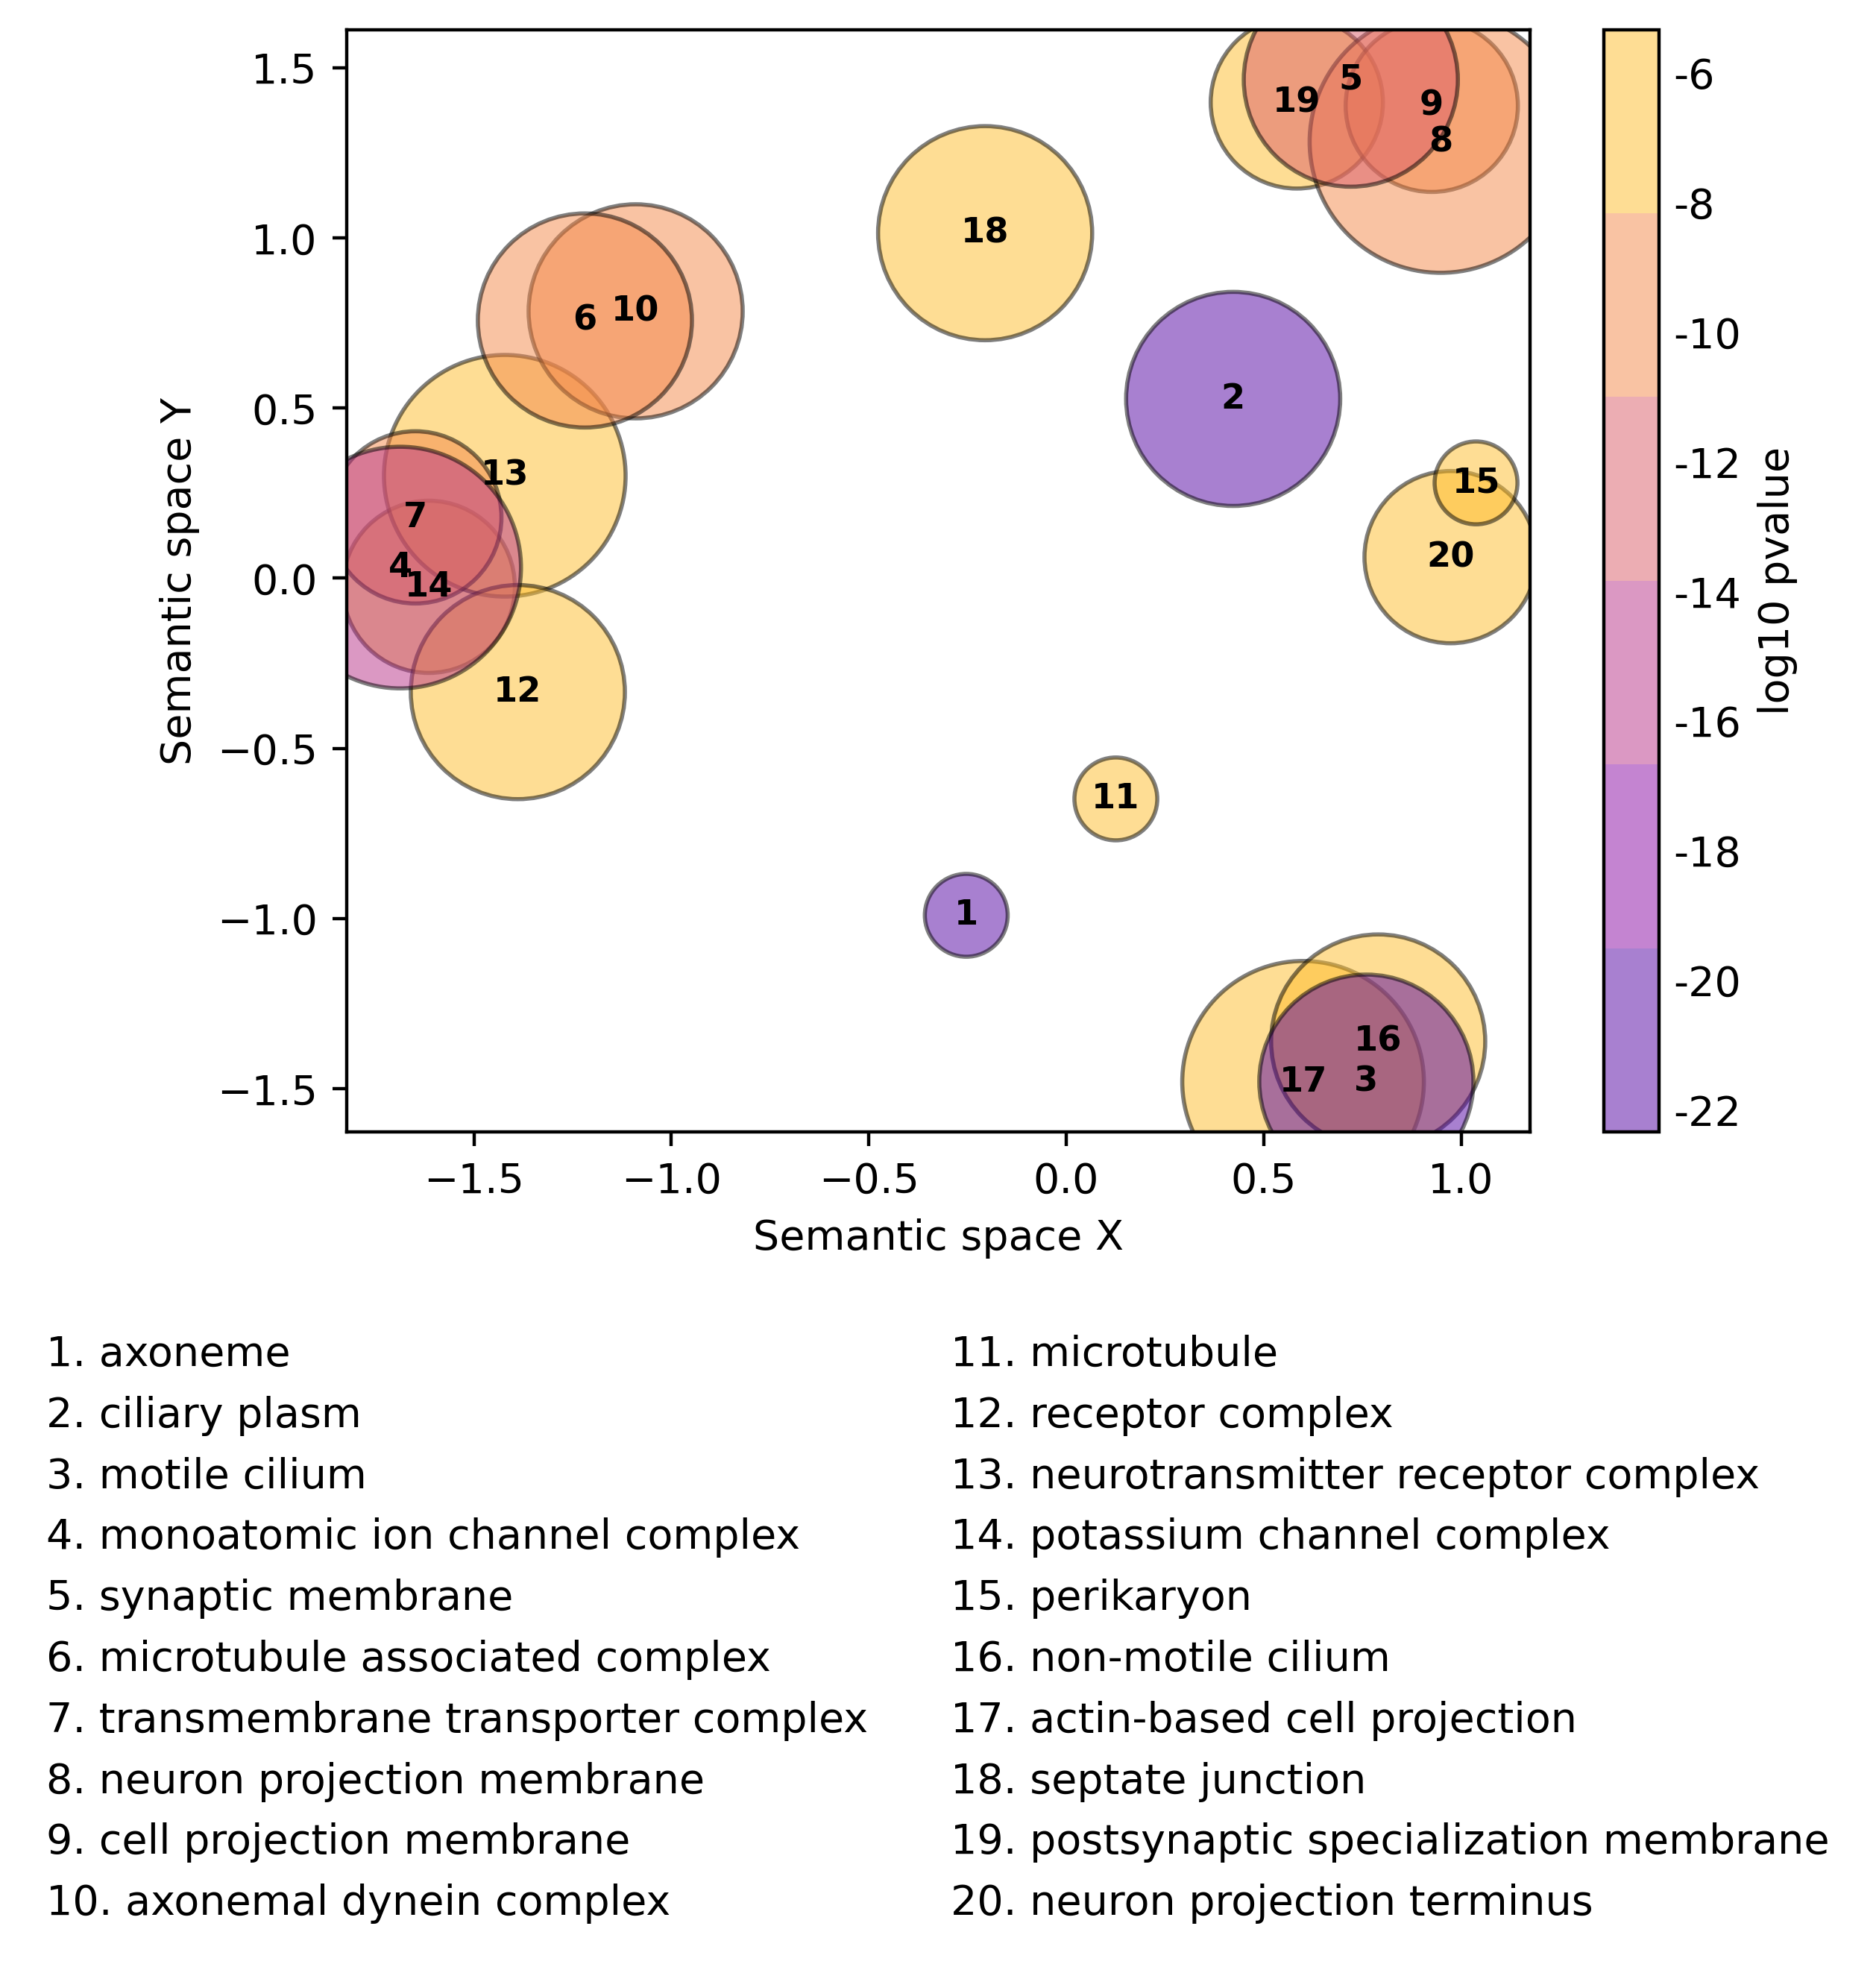 1.5
1.0
0.5
0.0
−0.5
−1.0
−1.5
Semantic space Y
5
19
9
8
18
6 10
2
13
15
7
20
4
14
12
11
1
16
17 3
−1.5 −1.0 −0.5 0.0 0.5 1.0
Semantic space X
-6
-8
-10
-12
-14
-16
-18
-20
-22
log10 pvalue
1. axoneme
2. ciliary plasm
3. motile cilium
4. monoatomic ion channel complex
5. synaptic membrane
6. microtubule associated complex
7. transmembrane transporter complex
8. neuron projection membrane
9. cell projection membrane
10. axonemal dynein complex
11. microtubule
12. receptor complex
13. neurotransmitter receptor complex
14. potassium channel complex
15. perikaryon
16. non-motile cilium
17. actin-based cell projection
18. septate junction
19. postsynaptic specialization membrane
20. neuron projection terminus